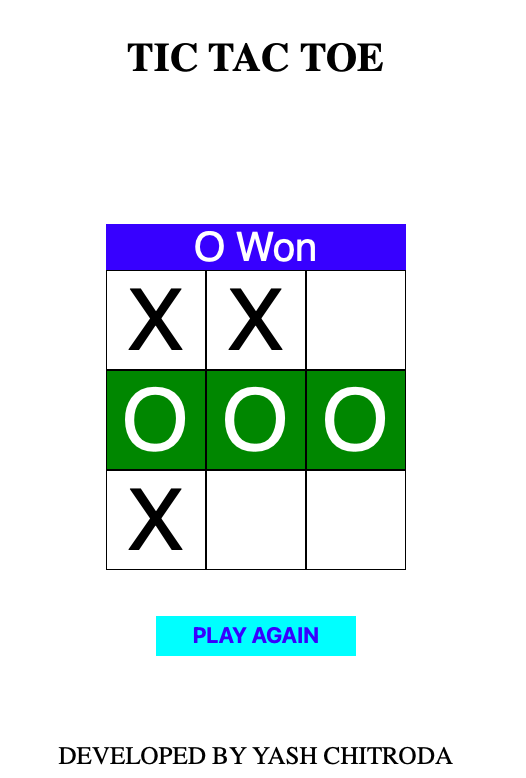 TIC TAC TOE
O Won
X X
O O O
X
PLAY AGAIN
DEVELOPED BY YASH CHITRODA